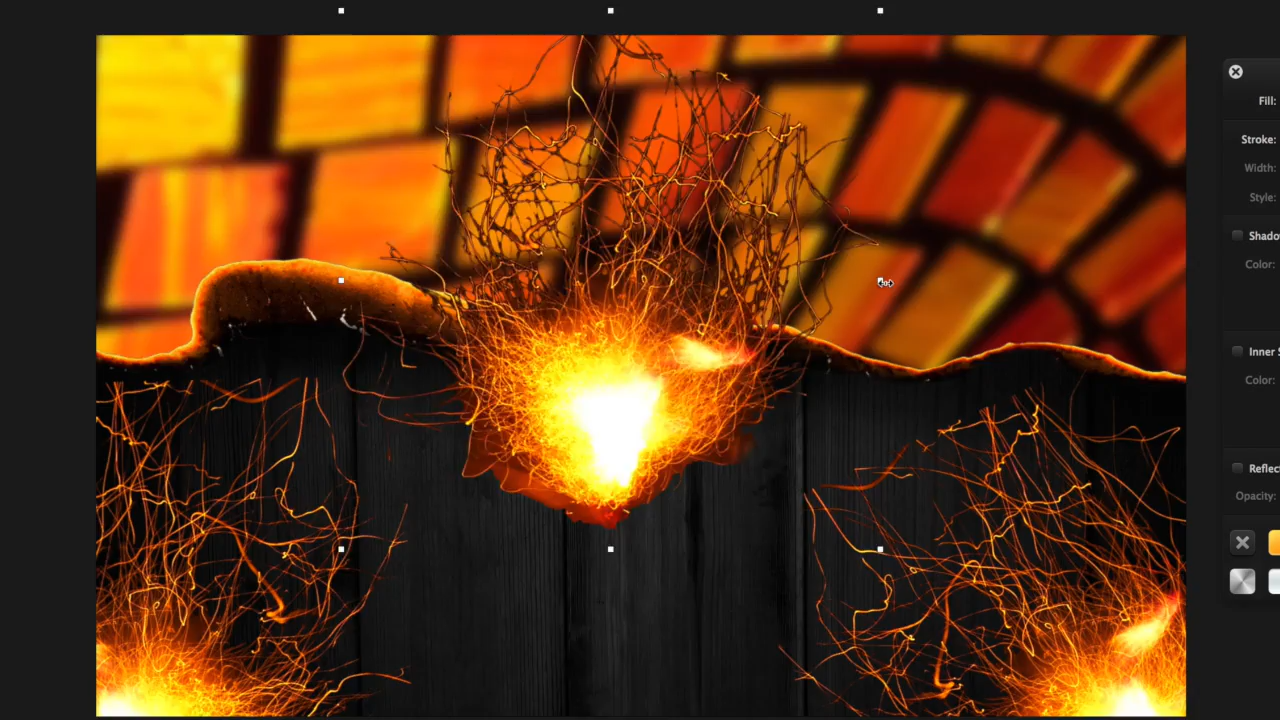 Fill:
Stroke:
Width:
Style:
Shado
Color:
Inner S
Color:
Reflec
Opacity: